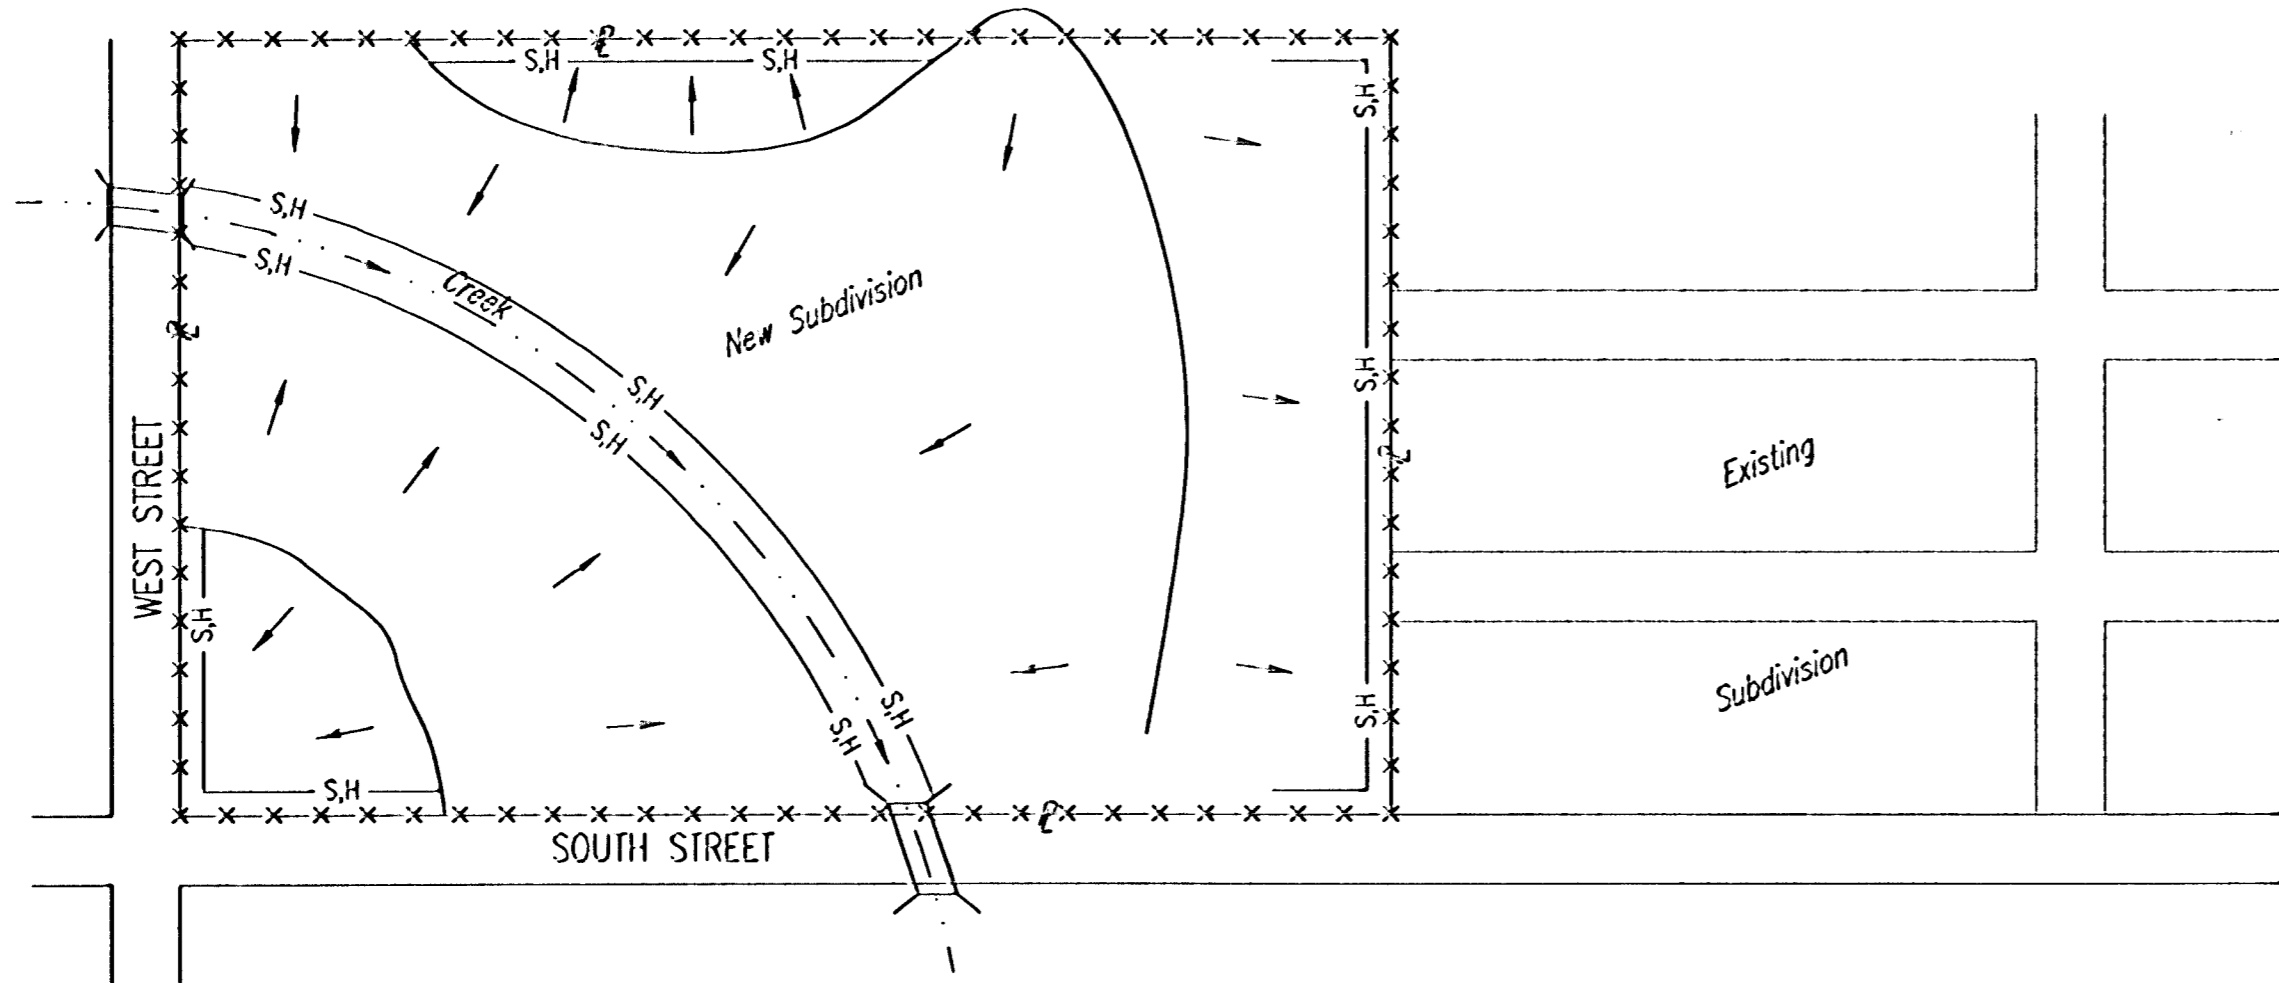 ℄
S,H
S,H
S,H
S,H
S,H
Creek
New Subdivision
℄
S,H
S,H
S,H
℄
Existing
WEST STREET
S,H
Subdivision
S,H
S,H
S,H
S,H
℄
SOUTH STREET